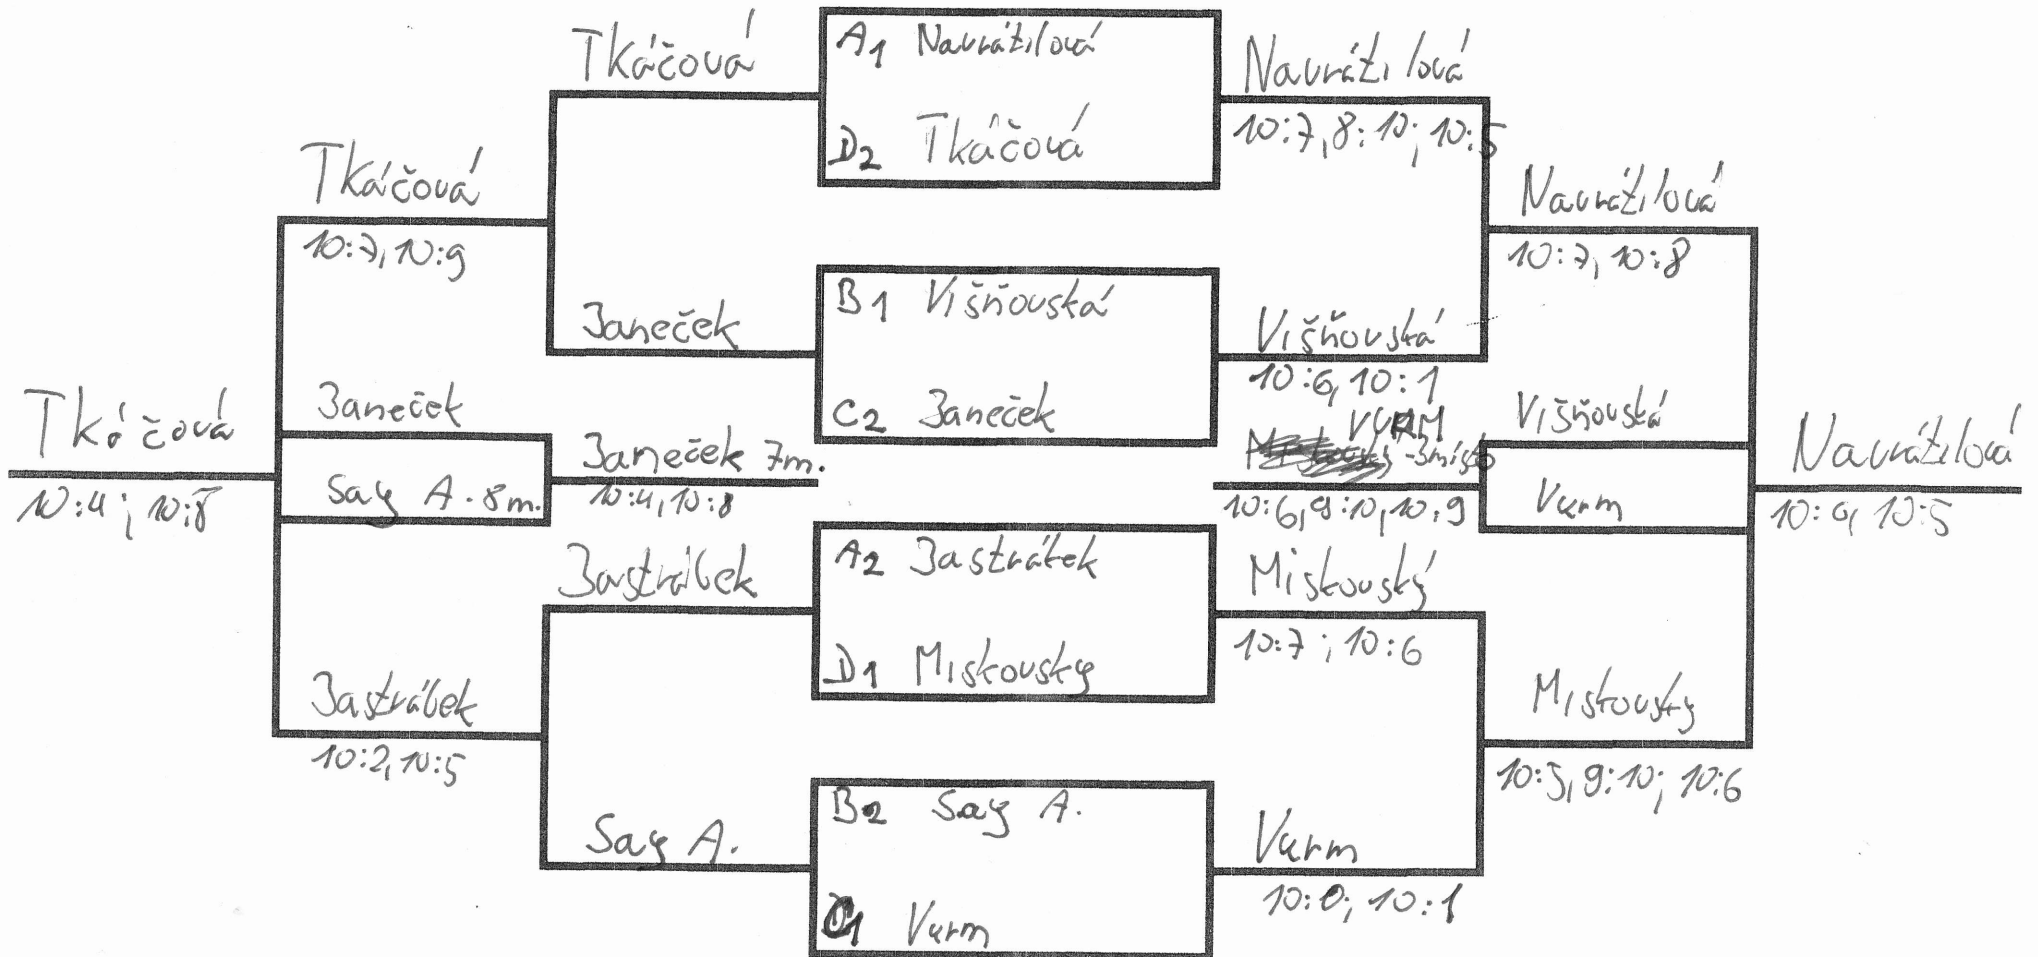 Tkáčová
10:4; 10:8
Tkáčová
10:7, 10:9
Janeček
Say A. 8m.
Jastrábek
10:2, 10:5
Tkáčová
Janeček
Janeček 7m.
10:4, 10:8
Jastrábek
Say A.
A1 Navrátilová
D2 Tkáčová
B1 Višňovská
C2 Janeček
A2 Jastrábek
D1 Miskovsky
B2 Say A.
C1 Vurm
Navrátilová
10:7, 8:10; 10:5
Višňovská
10:6, 10:1
VURM
-3místo
10:6, 9:10, 10:9
Miskovský
10:7; 10:6
Vurm
10:0; 10:1
Navrátilová
10:7, 10:8
Višňovská
Vurm
Miskovsky
10:5, 9:10; 10:6
Navrátilová
10:5